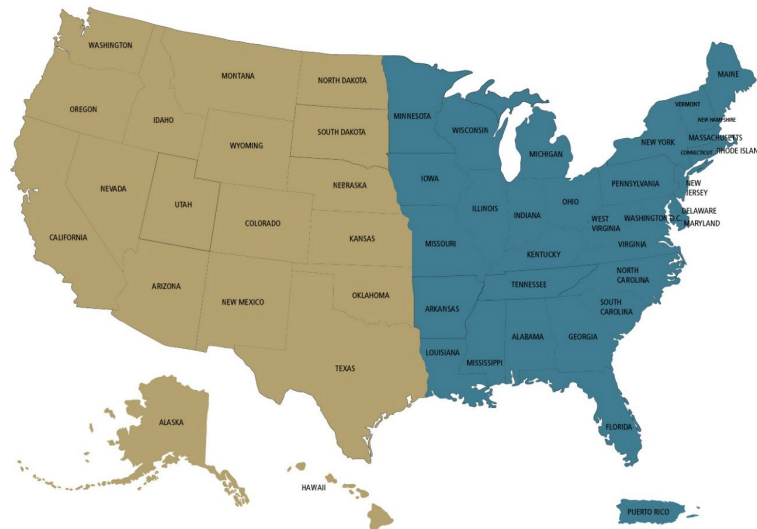 WASHINGTON
MONTANA
NORTH DAKOTA
MINNESOTA
MAINE
VERMONT
NEW HAMPSHIRE
OREGON
IDAHO
SOUTH DAKOTA
WISCONSIN
MICHIGAN
NEW YORK
MASSACHUSETTS
CONNECTICUT
RHODE ISLAN
WYOMING
NEBRASKA
IOWA
PENNSYLVANIA
NEW
JERSEY
NEVADA
UTAH
COLORADO
ILLINOIS
INDIANA
OHIO
WEST
VIRGINIA
WASHINGTON D.C.
DELAWARE
MARYLAND
CALIFORNIA
KANSAS
MISSOURI
KENTUCKY
VIRGINIA
ARIZONA
NEW MEXICO
OKLAHOMA
ARKANSAS
TENNESSEE
NORTH
CAROLINA
SOUTH
CAROLINA
TEXAS
LOUISIANA
MISSISSIPPI
ALABAMA
GEORGIA
FLORIDA
ALASKA
HAWAII
PUERTO RICO